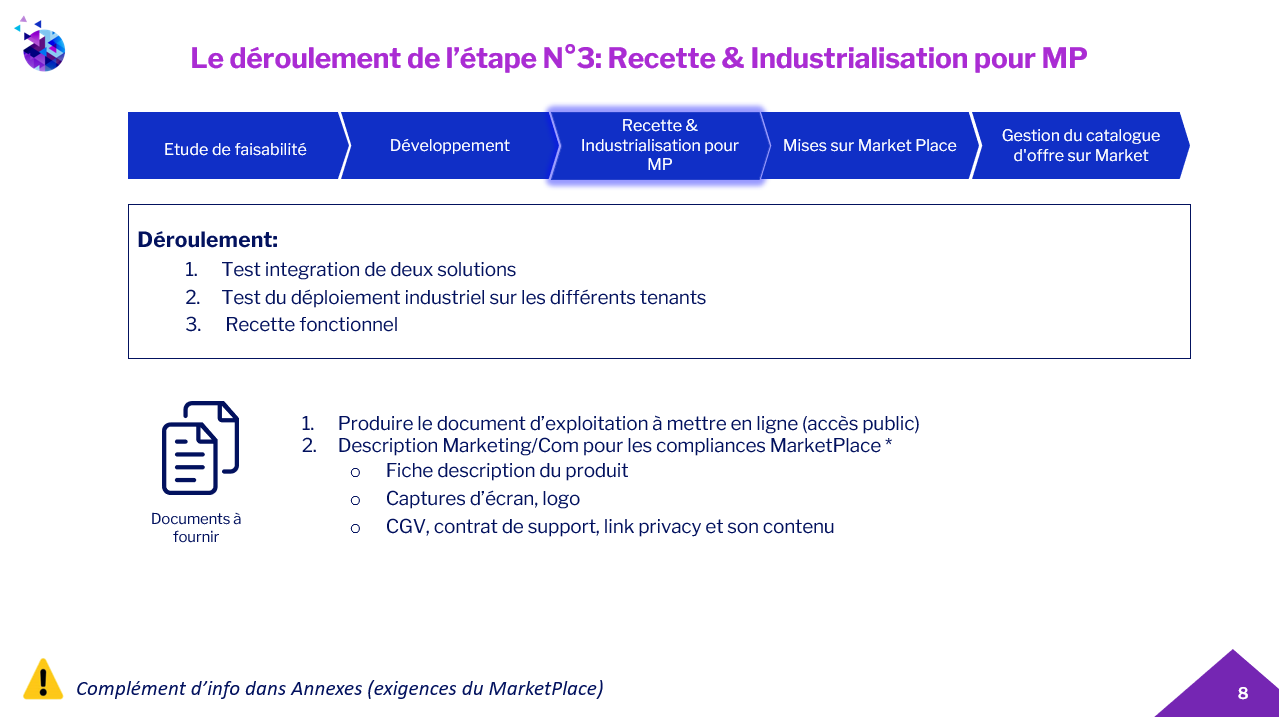 Le déroulement de l’étape N°3: Recette & Industrialisation pour MP
Etude de faisabilité
Développement
Recette &
Industrialisation pour
MP
Mises sur Market Place
Gestion du catalogue
d'offre sur Market
Déroulement:
1. Test integration de deux solutions
2. Test du déploiement industriel sur les différents tenants
3. Recette fonctionnel
Documents à
fournir
1. Produire le document d’exploitation à mettre en ligne (accès public)
2. Description Marketing/Com pour les compliances MarketPlace *
o Fiche description du produit
o Captures d’écran, logo
o CGV, contrat de support, link privacy et son contenu
Complément d’info dans Annexes (exigences du MarketPlace)
8